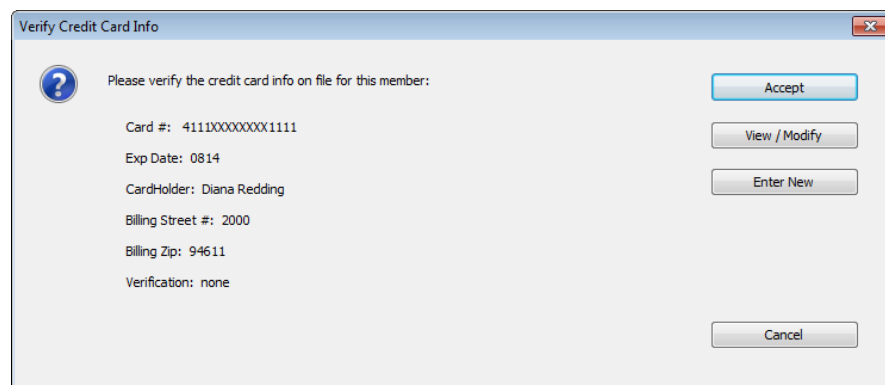 Verify Credit Card Info
Please verify the credit card info on file for this member:
Accept
Card #: 4111XXXXXXXX1111
View / Modify
Exp Date: 0814
Enter New
CardHolder: Diana Redding
Billing Street #: 2000
Billing Zip: 94611
Verification: none
Cancel